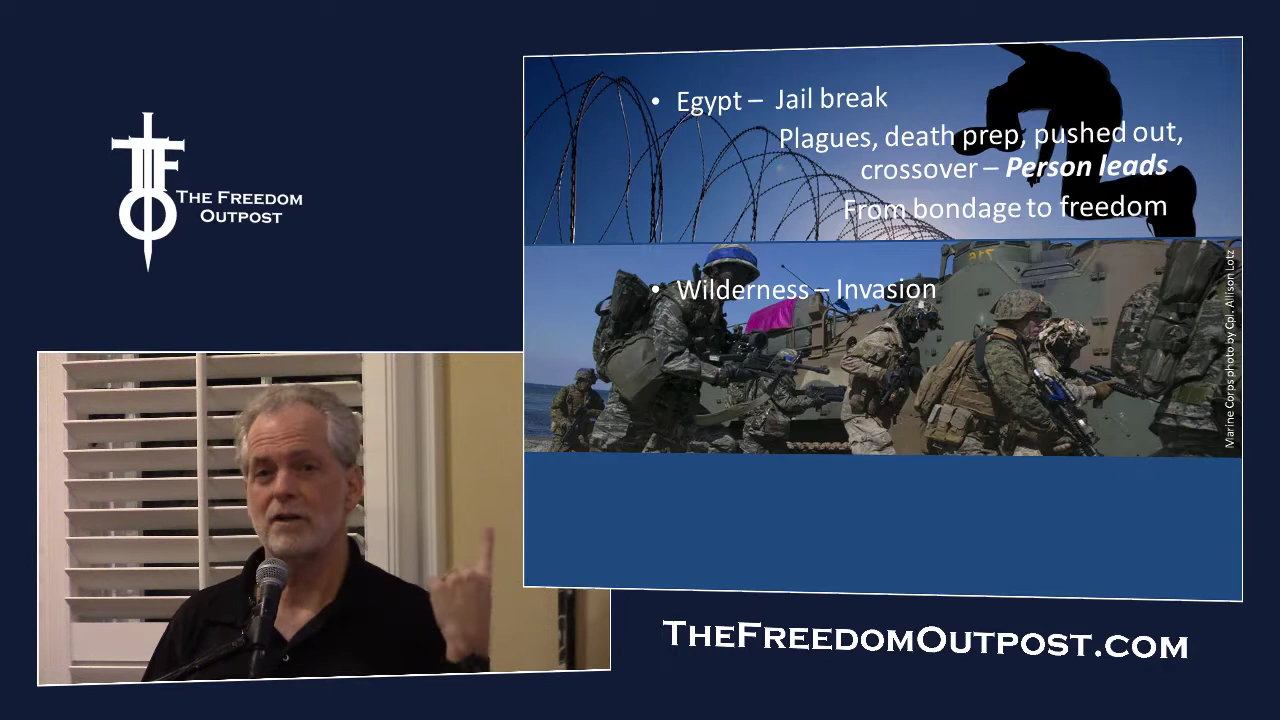 THE FREEDOM
OUTPOST
• Egypt – Jail break
Plagues, death prep, pushed out,
crossover – Person leads
From bondage to freedom
• Wilderness – Invasion
Marine Corps photo by Cpl. Allison Lotz
THEFREEDOMOUTPOST.COM